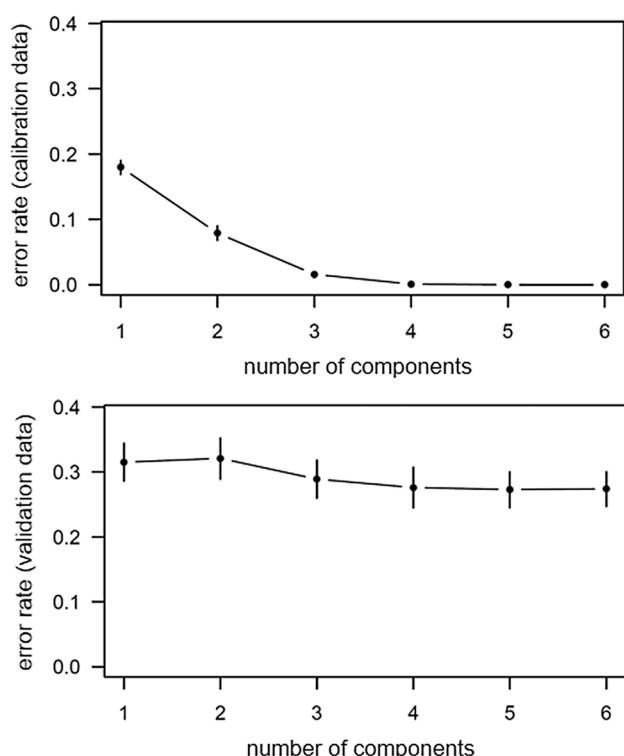 error rate (calibration data)
0.4
0.3
0.2
0.1
0.0
1 2 3 4 5 6
number of components
error rate (validation data)
0.4
0.3
0.2
0.1
0.0
1 2 3 4 5 6
number of components